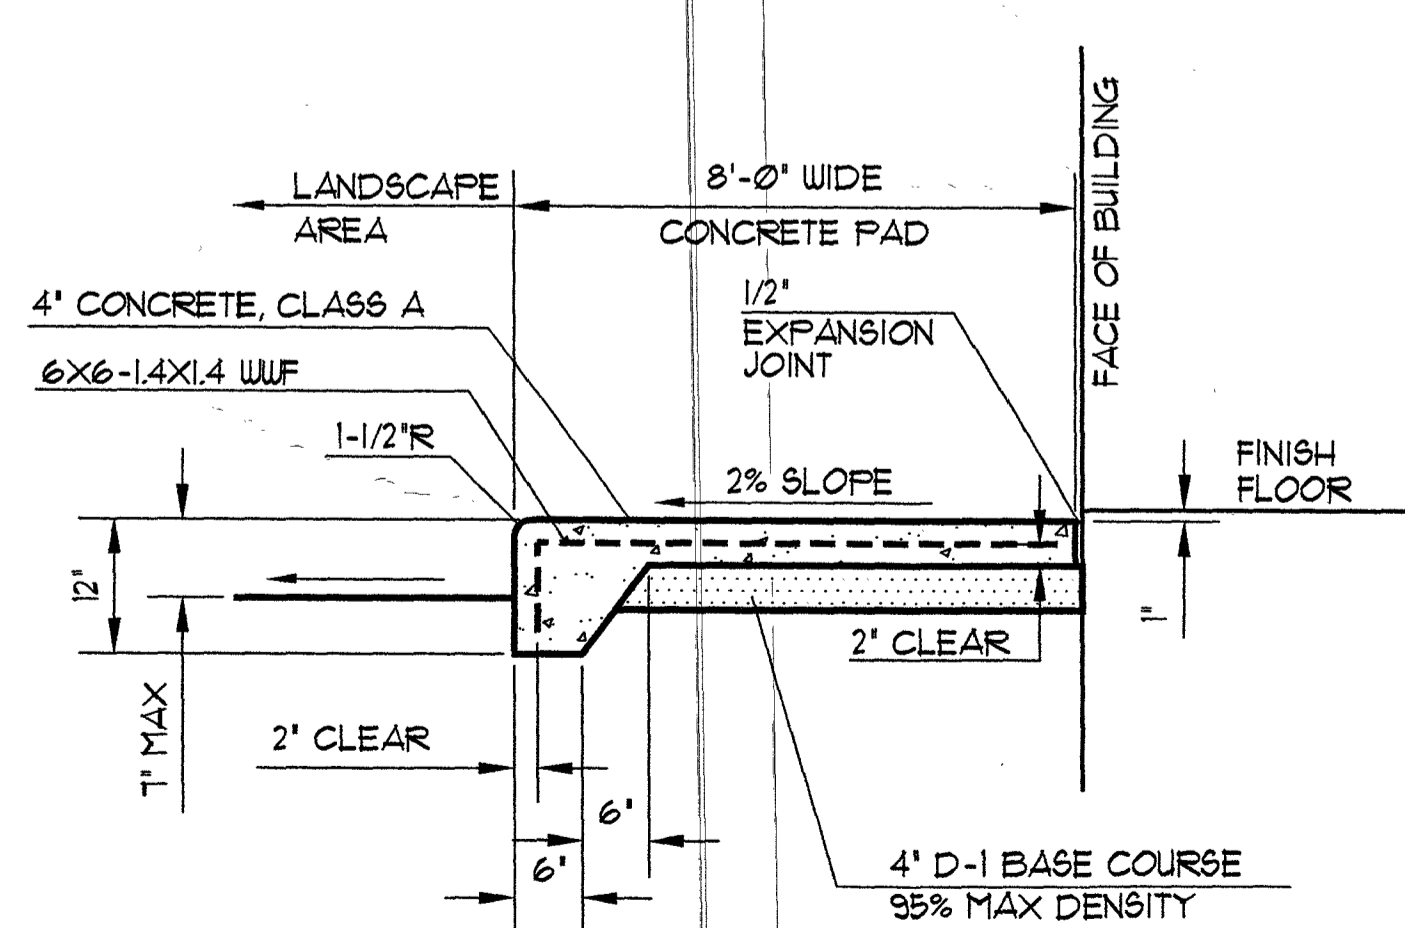 LANDSCAPE
AREA
8'-0" WIDE
CONCRETE PAD
FACE OF BUILDING
4" CONCRETE, CLASS A
1/2"
EXPANSION
JOINT
6X6-1.4X1.4 WWF
1-1/2"R
2% SLOPE
FINISH
FLOOR
12"
1"
2" CLEAR
7" MAX
2" CLEAR
6"
6"
4" D-1 BASE COURSE
95% MAX DENSITY